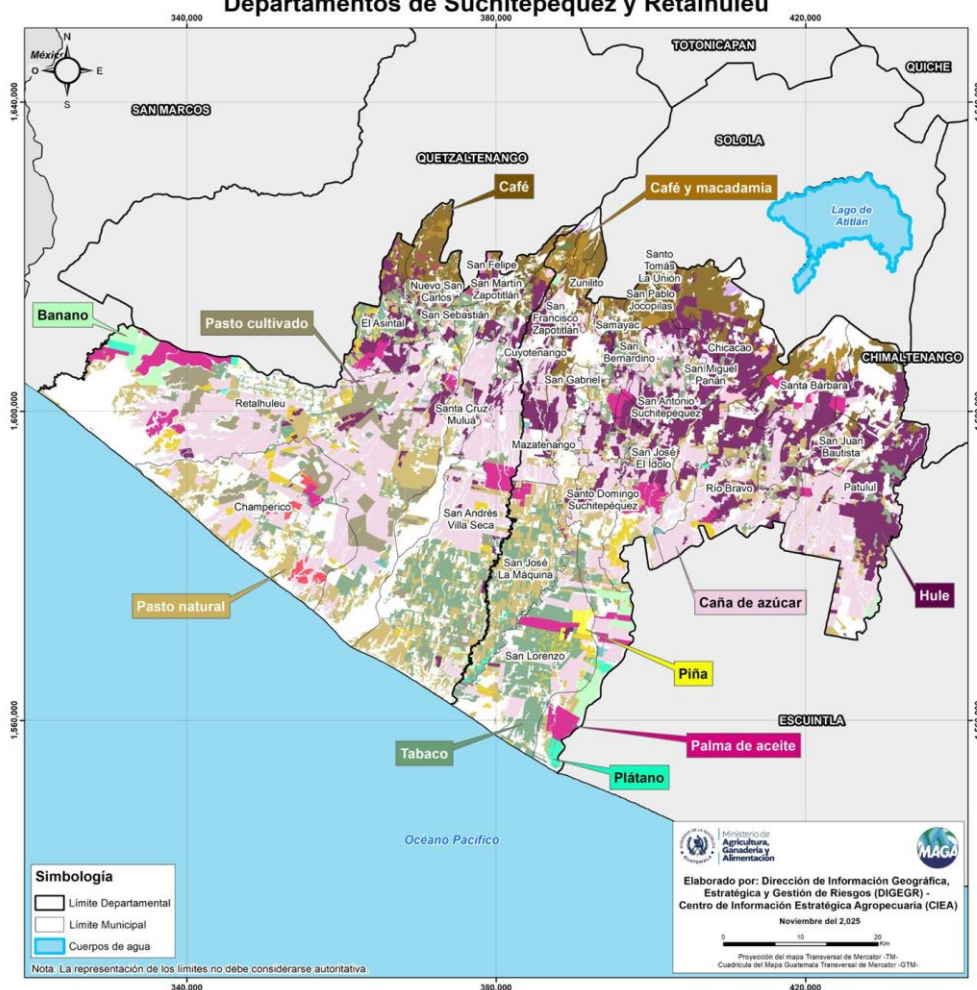 Departamentos de Suchitepéquez y Retalhuleu
340,000
380,000
420,000
México
N
O
E
S
TOTONICAPAN
QUICHE
1,640,000
SAN MARCOS
SOLOLA
QUETZALTENANGO
Café
Café y macadamia
Lago de
Atitlán
San Felipe
Santo
Tomás
La Unión
Nuevo San
Carlos
San Martín
Zapotitlán
Zunilito
San Pablo
Jocopilas
Banano
Pasto cultivado
El Asintal
San Sebastián
San
Francisco
Zapotitlán
Samayac
Chicacao
CHIMALTENANGO
Cuyotenango
San
Bernardino
San Miguel
Panán
San Gabriel
Santa Bárbara
1,600,000
Retalhuleu
Santa Cruz
Muluá
San Antonio
Suchitepéquez
Mazatenango
San José
El Ídolo
San Juan
Bautista
Río Bravo
Patulul
Champerico
San Andrés
Villa Seca
Santo Domingo
Suchitepéquez
San José
La Máquina
Pasto natural
Caña de azúcar
Hule
San Lorenzo
Piña
1,560,000
ESCUINTLA
Tabaco
Palma de aceite
Plátano
Océano Pacífico
Simbología
Límite Departamental
Límite Municipal
Cuerpos de agua
Nota: La representación de los límites no debe considerarse autoritativa.
Ministerio de
Agricultura,
Ganadería y
Alimentación
MAGA
Elaborado por: Dirección de Información Geográfica,
Estratégica y Gestión de Riesgos (DIGEGR) -
Centro de Información Estratégica Agropecuaria (CIEA)
Noviembre del 2,025
0 10 20
Km
Proyección del mapa Transversal de Mercator -TM-
Cuadrícula del Mapa Guatemala Transversal de Mercator -GTM-
340,000
380,000
420,000